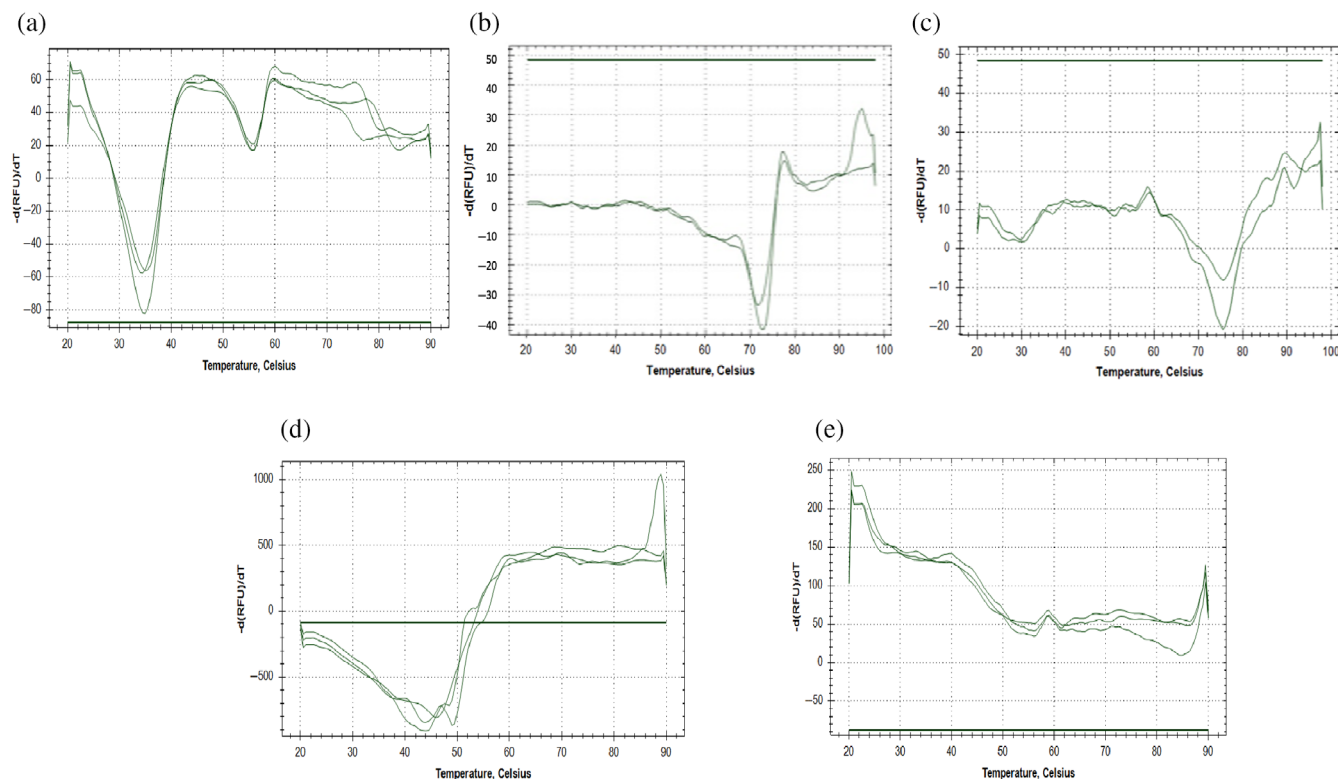 (a)
-d(RFU)/dT
60
40
20
0
−20
−40
−60
−80
20 30 40 50 60 70 80 90
Temperature, Celsius
(b)
-d(RFU)/dT
50
40
30
20
10
0
−10
−20
−30
−40
20 30 40 50 60 70 80 90 100
Temperature, Celsius
(c)
-d(RFU)/dT
50
40
30
20
10
0
−10
−20
20 30 40 50 60 70 80 90 100
Temperature, Celsius
(d)
-d(RFU)/dT
1000
500
0
−500
20 30 40 50 60 70 80 90
Temperature, Celsius
(e)
-d(RFU)/dT
250
200
150
100
50
0
−50
20 30 40 50 60 70 80 90
Temperature, Celsius